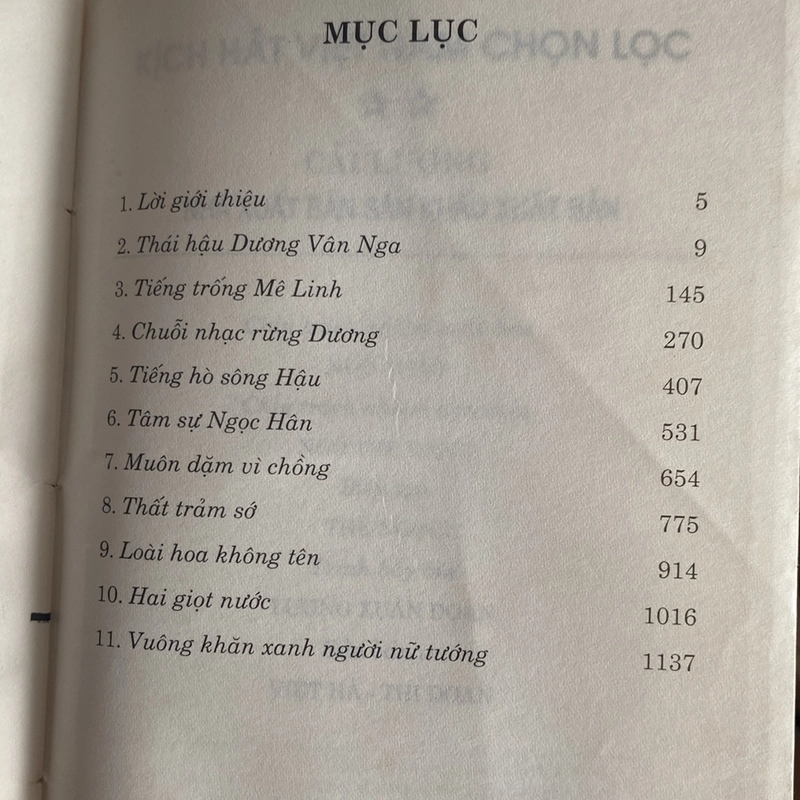 MỤC LỤC
1. Lời giới thiệu 5
2. Thái hậu Dương Vân Nga 9
3. Tiếng trống Mê Linh 145
4. Chuỗi nhạc rừng Dương 270
5. Tiếng hò sông Hậu 407
6. Tâm sự Ngọc Hân 531
7. Muôn dặm vì chồng 654
8. Thất trảm sớ 775
9. Loài hoa không tên 914
10. Hai giọt nước 1016
11. Vuông khăn xanh người nữ tướng 1137